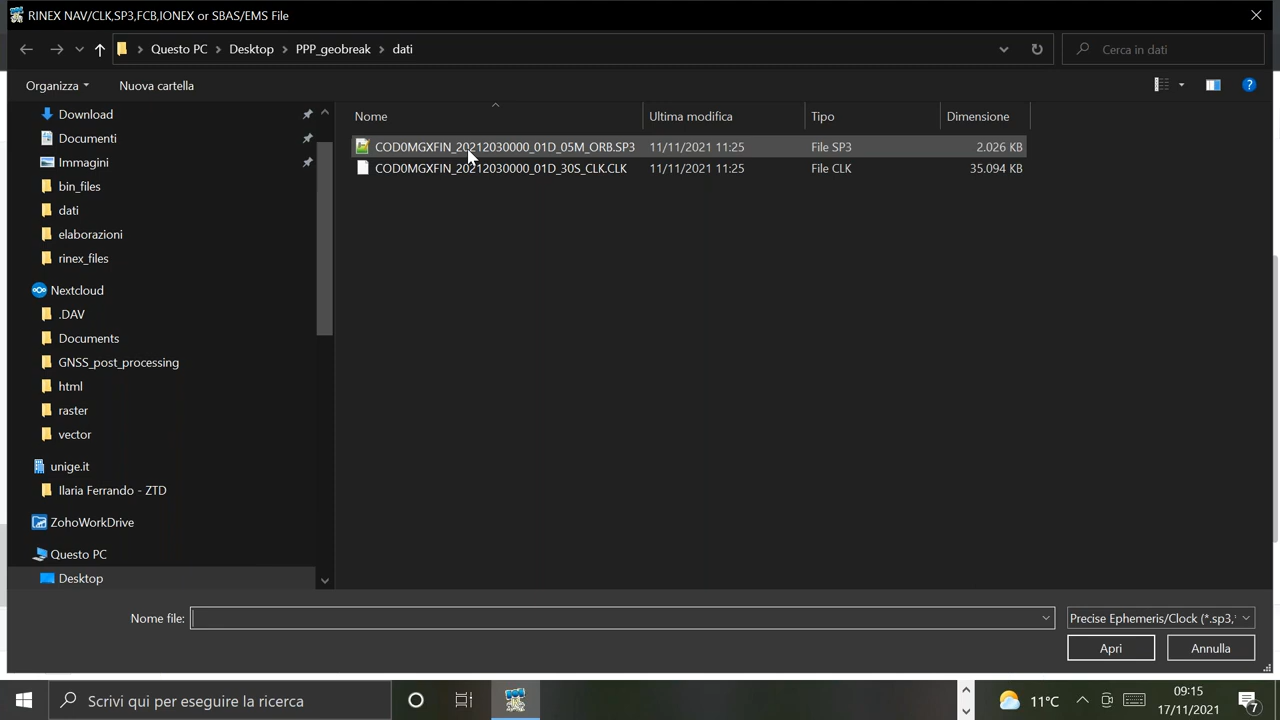 RINEX NAV/CLK,SP3,FCB,IONEX or SBAS/EMS File
Questo PC > Desktop > PPP_geobreak > dati
Cerca in dati
Organizza
Nuova cartella
Download
Documenti
Immagini
bin_files
dati
elaborazioni
rinex_files
Nextcloud
.DAV
Documents
GNSS_post_processing
html
raster
vector
unige.it
Ilaria Ferrando - ZTD
ZohoWorkDrive
Questo PC
Desktop
Nome Ultima modifica Tipo Dimensione
COD0MGXFIN_20212030000_01D_05M_ORB.SP3 11/11/2021 11:25 File SP3 2.026 KB
COD0MGXFIN_20212030000_01D_30S_CLK.CLK 11/11/2021 11:25 File CLK 35.094 KB
Nome file:
Precise Ephemeris/Clock (*.sp3,*
Apri
Annulla
Scrivi qui per eseguire la ricerca
11°C
09:15
17/11/2021
7